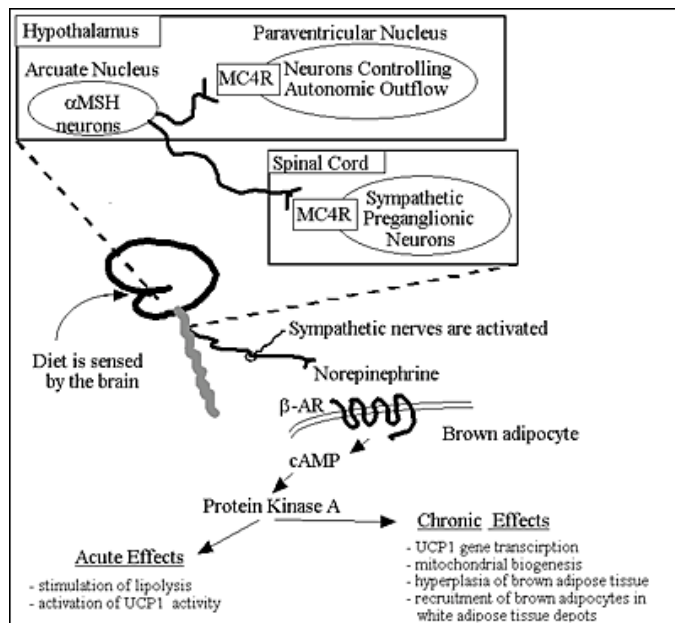 Hypothalamus
Paraventricular Nucleus
Arcuate Nucleus
αMSH
neurons
MC4R
Neurons Controlling
Autonomic Outflow
Spinal Cord
MC4R
Sympathetic
Preganglionic
Neurons
Diet is sensed
by the brain
Sympathetic nerves are activated
Norepinephrine
β-AR
Brown adipocyte
cAMP
Protein Kinase A
Acute Effects
- stimulation of lipolysis
- activation of UCP1 activity
Chronic Effects
- UCP1 gene transcirption
- mitochondrial biogenesis
- hyperplasia of brown adipose tissue
- recruitment of brown adipocytes in
white adipose tissue depots